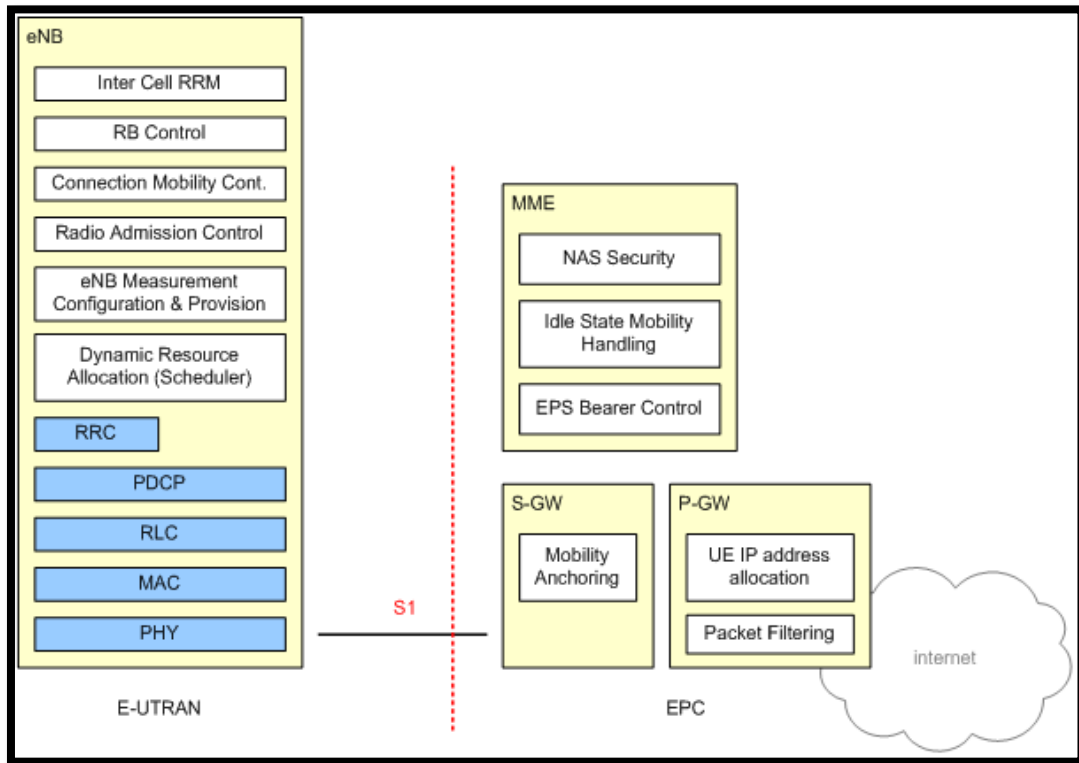 eNB
Inter Cell RRM
RB Control
Connection Mobility Cont.
Radio Admission Control
eNB Measurement
Configuration & Provision
Dynamic Resource
Allocation (Scheduler)
RRC
PDCP
RLC
MAC
PHY
S1
MME
NAS Security
Idle State Mobility
Handling
EPS Bearer Control
S-GW
Mobility
Anchoring
P-GW
UE IP address
allocation
Packet Filtering
internet
E-UTRAN
EPC